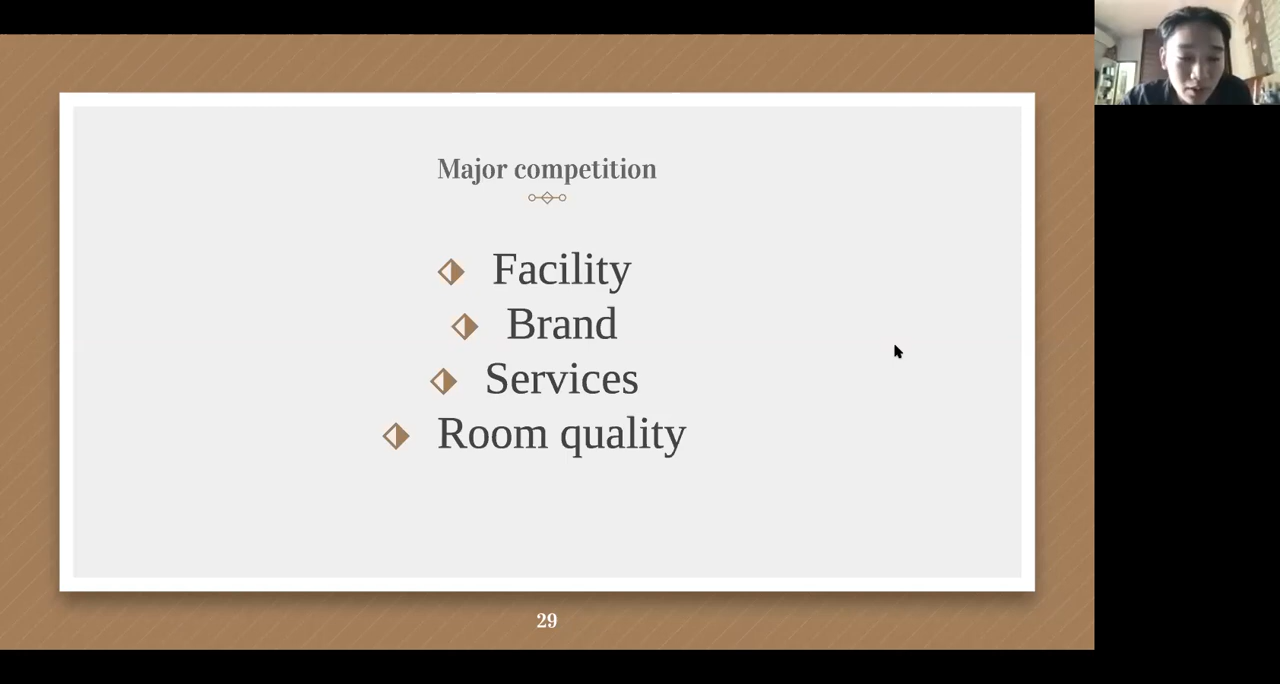 Major competition
Facility
Brand
Services
Room quality
29